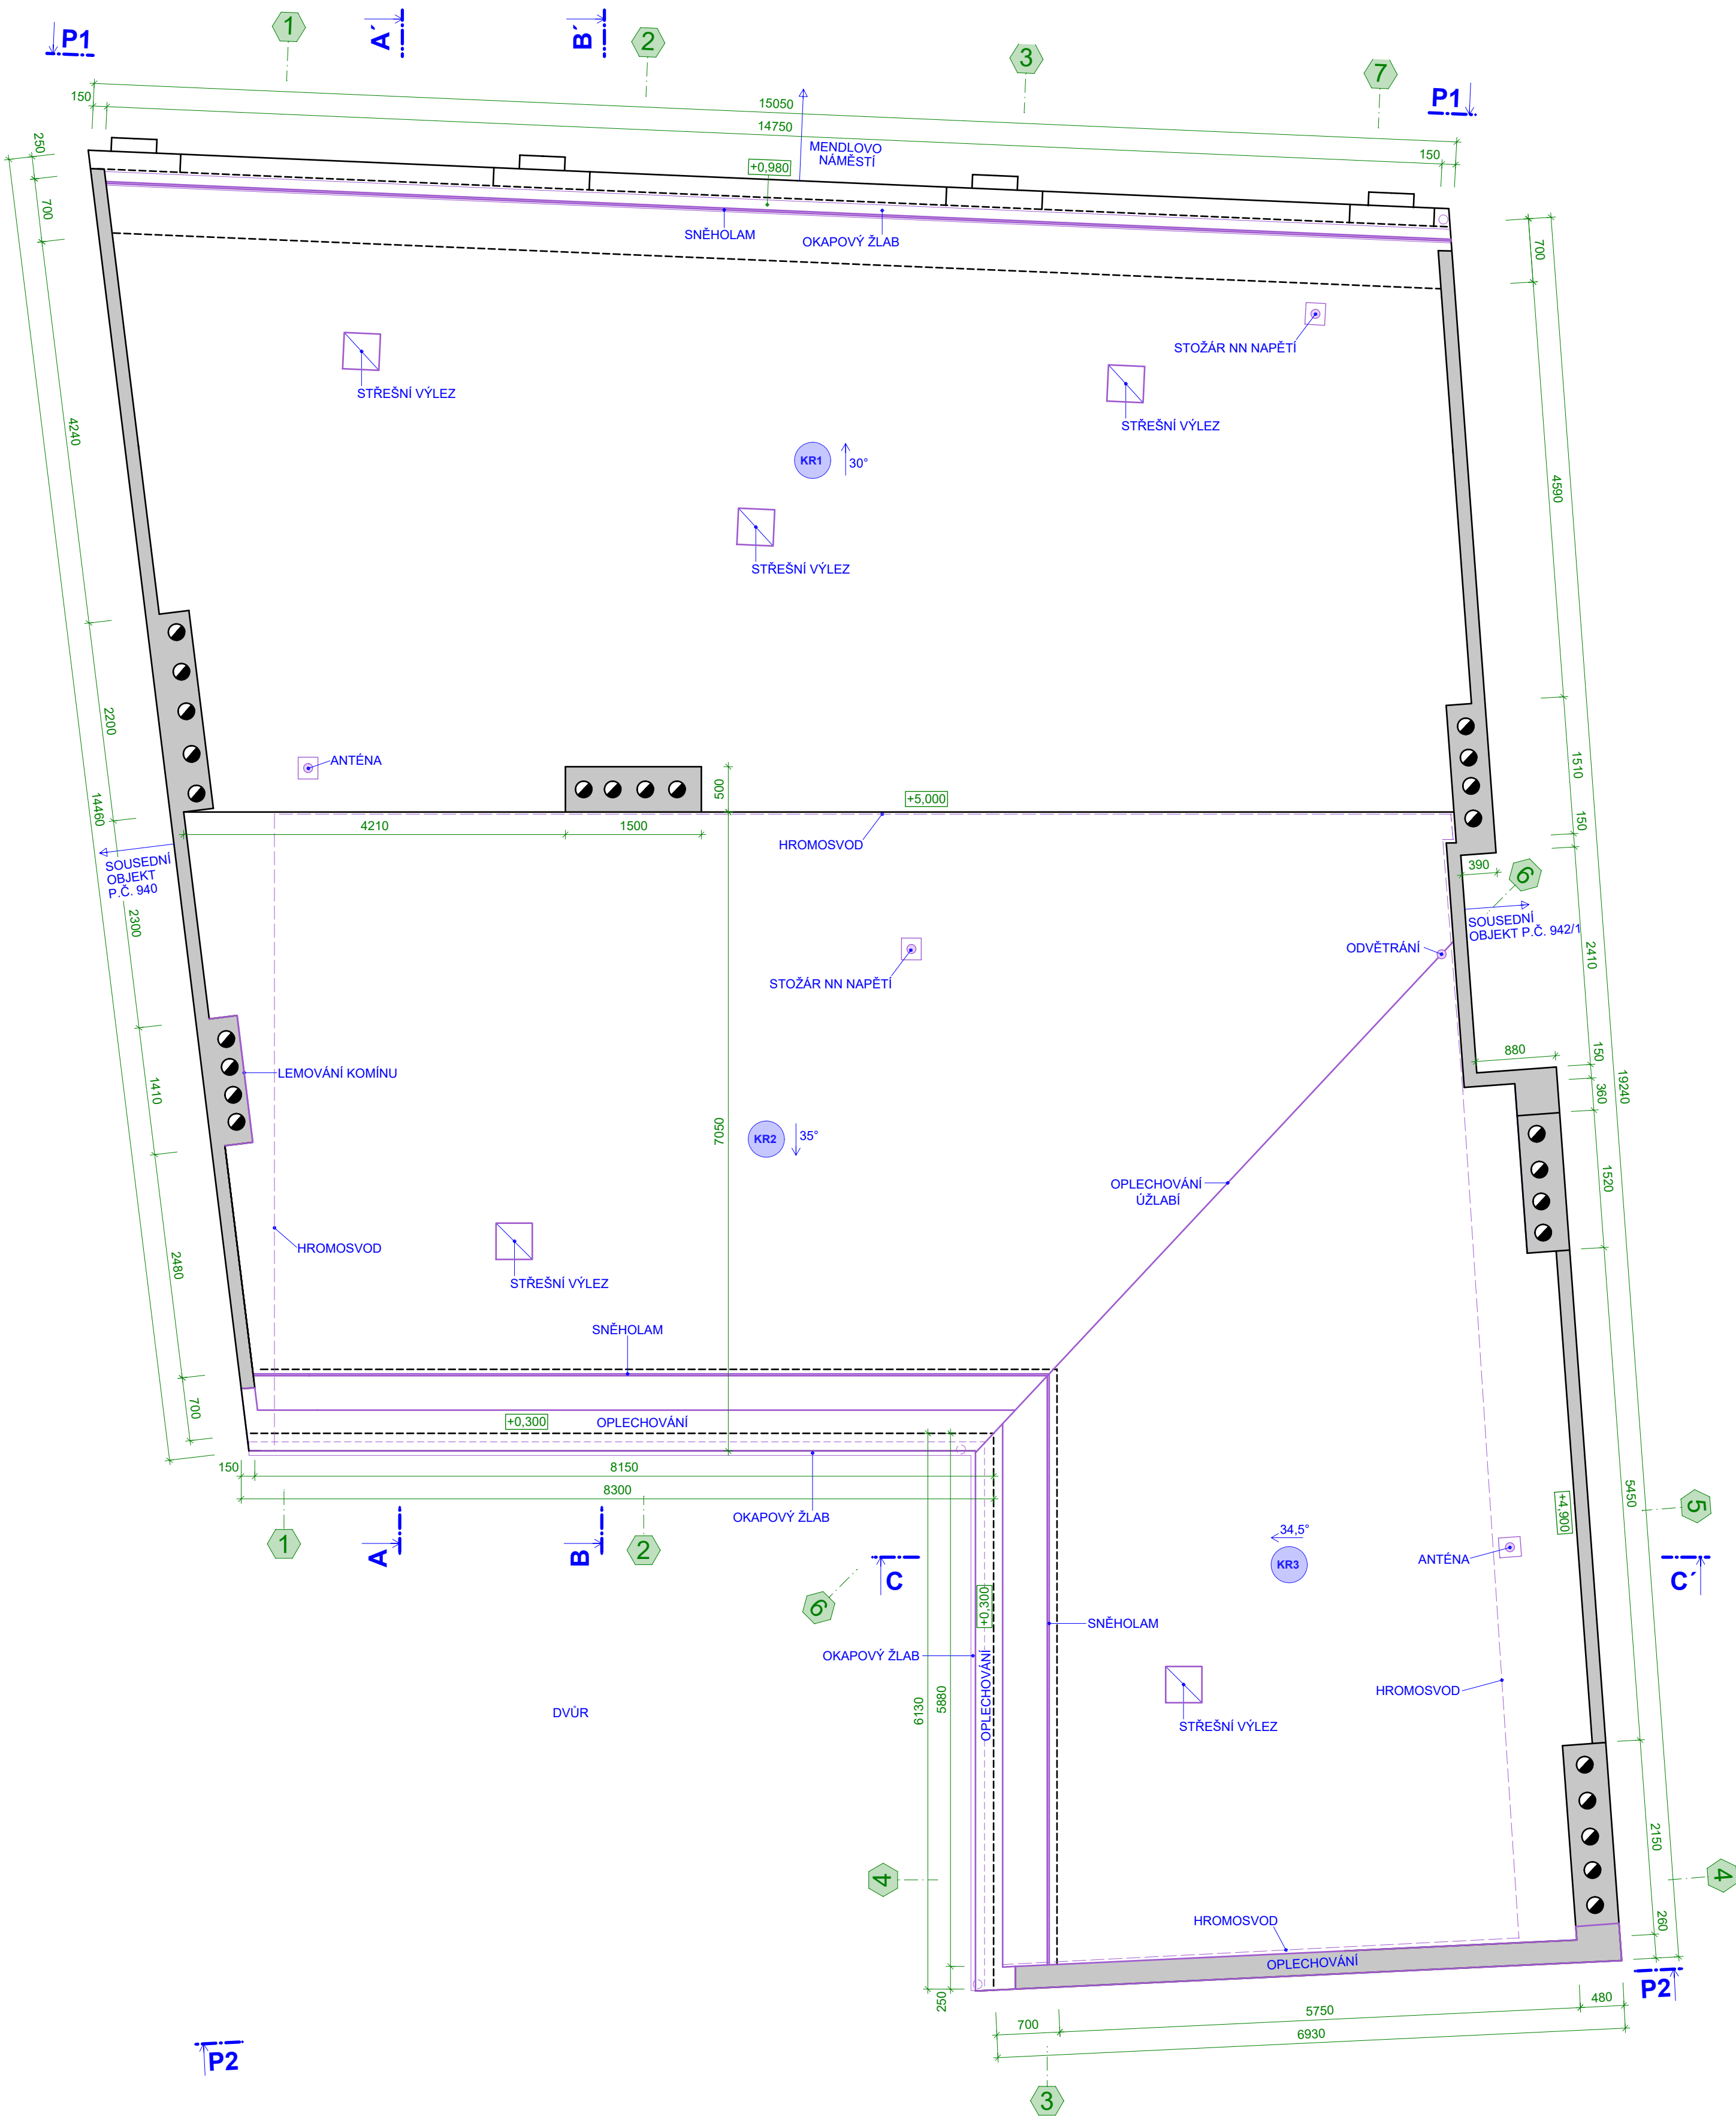 P1
1
A´
B´
2
3
7
P1
150
15050
14750
150
MENDLOVO
NÁMĚSTÍ
+0,980
250
700
SNĚHOLAM
OKAPOVÝ ŽLAB
700
STOŽÁR NN NAPĚTÍ
STŘEŠNÍ VÝLEZ
STŘEŠNÍ VÝLEZ
4240
KR1
30°
4590
STŘEŠNÍ VÝLEZ
2200
ANTÉNA
500
+5,000
1510
14460
4210
1500
HROMOSVOD
150
SOUSEDNÍ
OBJEKT
P.Č. 940
390
6
2300
SOUSEDNÍ
OBJEKT P.Č. 942/1
ODVĚTRÁNÍ
2410
STOŽÁR NN NAPĚTÍ
880
150
LEMOVÁNÍ KOMÍNU
1410
19240
360
7050
KR2
35°
OPLECHOVÁNÍ
ÚŽLABÍ
1520
HROMOSVOD
2480
STŘEŠNÍ VÝLEZ
SNĚHOLAM
700
+0,300
OPLECHOVÁNÍ
150
8150
8300
OKAPOVÝ ŽLAB
5450
+4,900
5
1
A
B
2
34,5°
KR3
ANTÉNA
C
C´
6
+0,300
SNĚHOLAM
OKAPOVÝ ŽLAB
OPLECHOVÁNÍ
HROMOSVOD
6130
5880
DVŮR
STŘEŠNÍ VÝLEZ
2150
4
4
HROMOSVOD
260
OPLECHOVÁNÍ
250
P2
480
5750
700
6930
P2
3